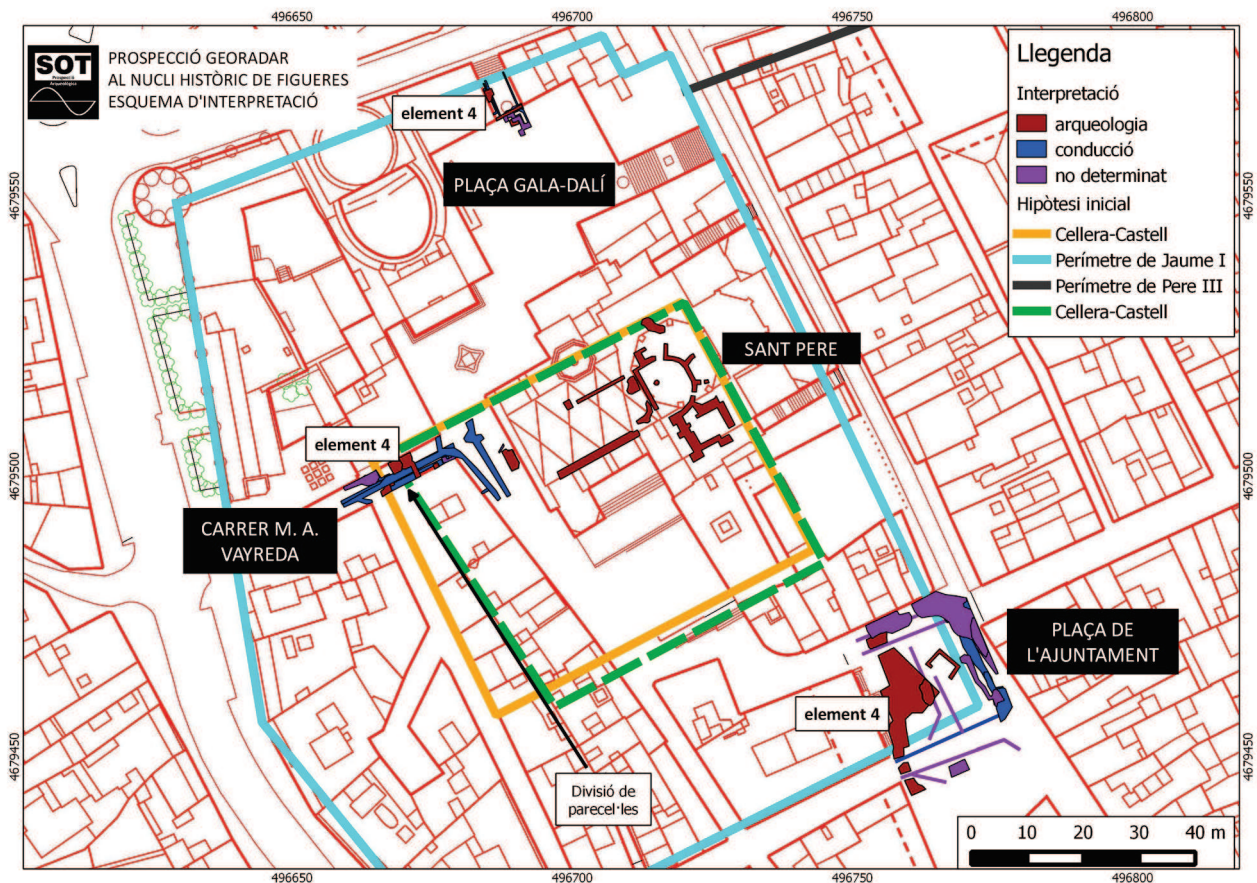 496650
496700
496750
496800
SOT
Prospecció
Arqueològica
PROSPECCIÓ GEORADAR
AL NUCLI HISTÒRIC DE FIGUERES
ESQUEMA D'INTERPRETACIÓ
Llegenda
Interpretació
arqueologia
conducció
no determinat
Hipòtesi inicial
Cellera-Castell
Perímetre de Jaume I
Perímetre de Pere III
Cellera-Castell
element 4
PLAÇA GALA-DALÍ
4679550
4679550
SANT PERE
element 4
4679500
4679500
CARRER M. A.
VAYREDA
PLAÇA DE
L'AJUNTAMENT
element 4
4679450
4679450
Divisió de
parecel·les
0 10 20 30 40 m
496650
496700
496750
496800